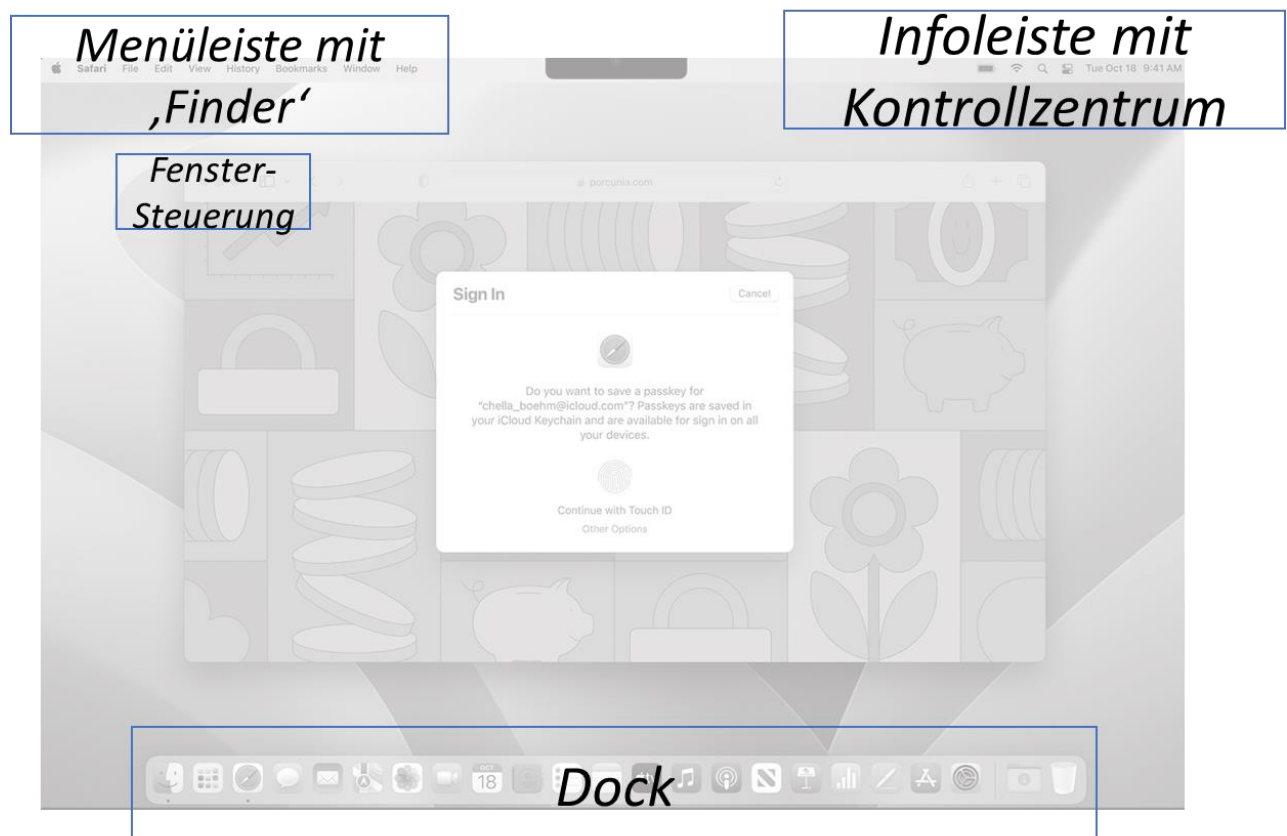 Menüleiste mit
‚Finder‘
Infoleiste mit
Kontrollzentrum
Safari File Edit View History Bookmarks Window Help
Tue Oct 18 9:41 AM
Fenster-
Steuerung
porcunia.com
Sign In
Cancel
Do you want to save a passkey for
“chella_boehm@icloud.com”? Passkeys are saved in
your iCloud Keychain and are available for sign in on all
your devices.
Continue with Touch ID
Other Options
OCT
18
Dock